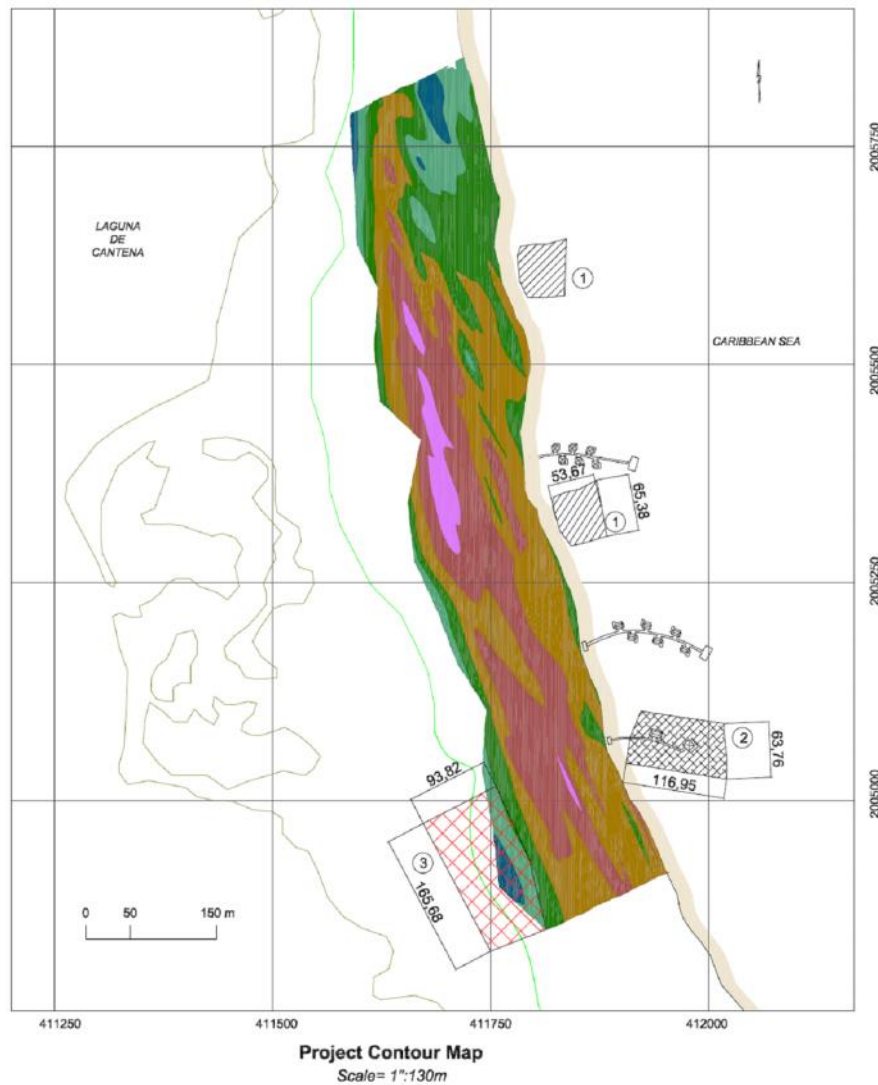 2005750
LAGUNA
DE
CANTENA
1
CARIBBEAN SEA
2005500
53,67
65,38
1
2005250
2
63,76
116,95
93,82
2005000
3
165,68
0 50 150 m
411250 411500 411750 412000
Project Contour Map
Scale= 1":130m